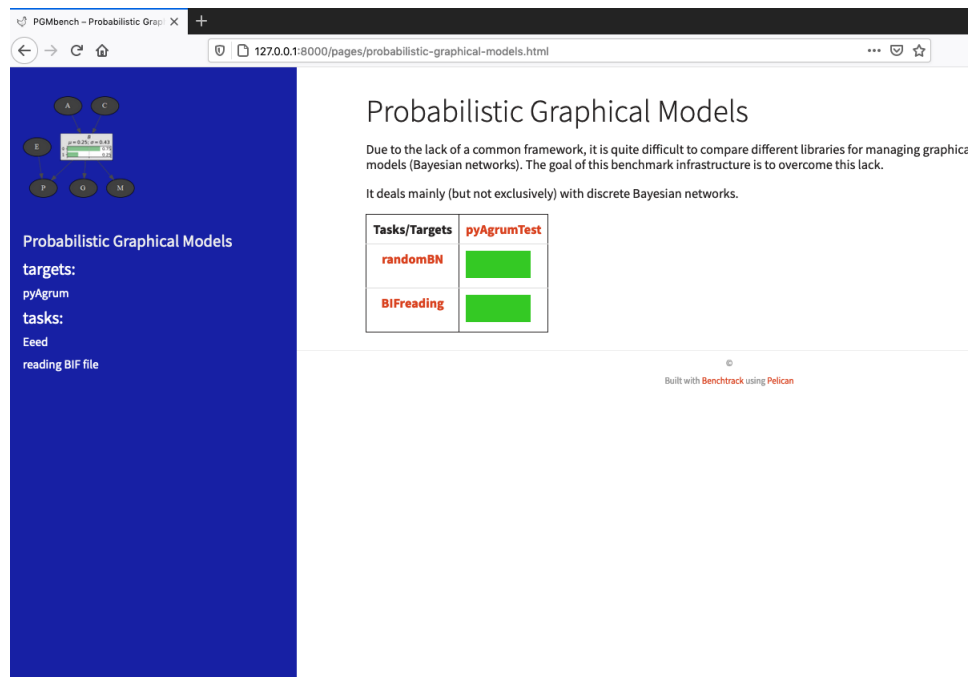 PGMbench – Probabilistic Grap
127.0.0.1:8000/pages/probabilistic-graphical-models.html
A C
B
μ=0.25; σ=0.43
E
P G M
Probabilistic Graphical Models
targets:
pyAgrum
tasks:
Eeed
reading BIF file
Probabilistic Graphical Models
Due to the lack of a common framework, it is quite difficult to compare different libraries for managing graphica
models (Bayesian networks). The goal of this benchmark infrastructure is to overcome this lack.
It deals mainly (but not exclusively) with discrete Bayesian networks.
Tasks/Targets pyAgrumTest
randomBN
BIFreading
©
Built with Benchtrack using Pelican